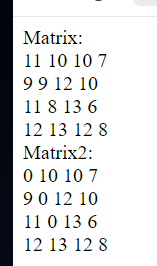 Matrix:
11 10 10 7
9 9 12 10
11 8 13 6
12 13 12 8
Matrix2:
0 10 10 7
9 0 12 10
11 0 13 6
12 13 12 8